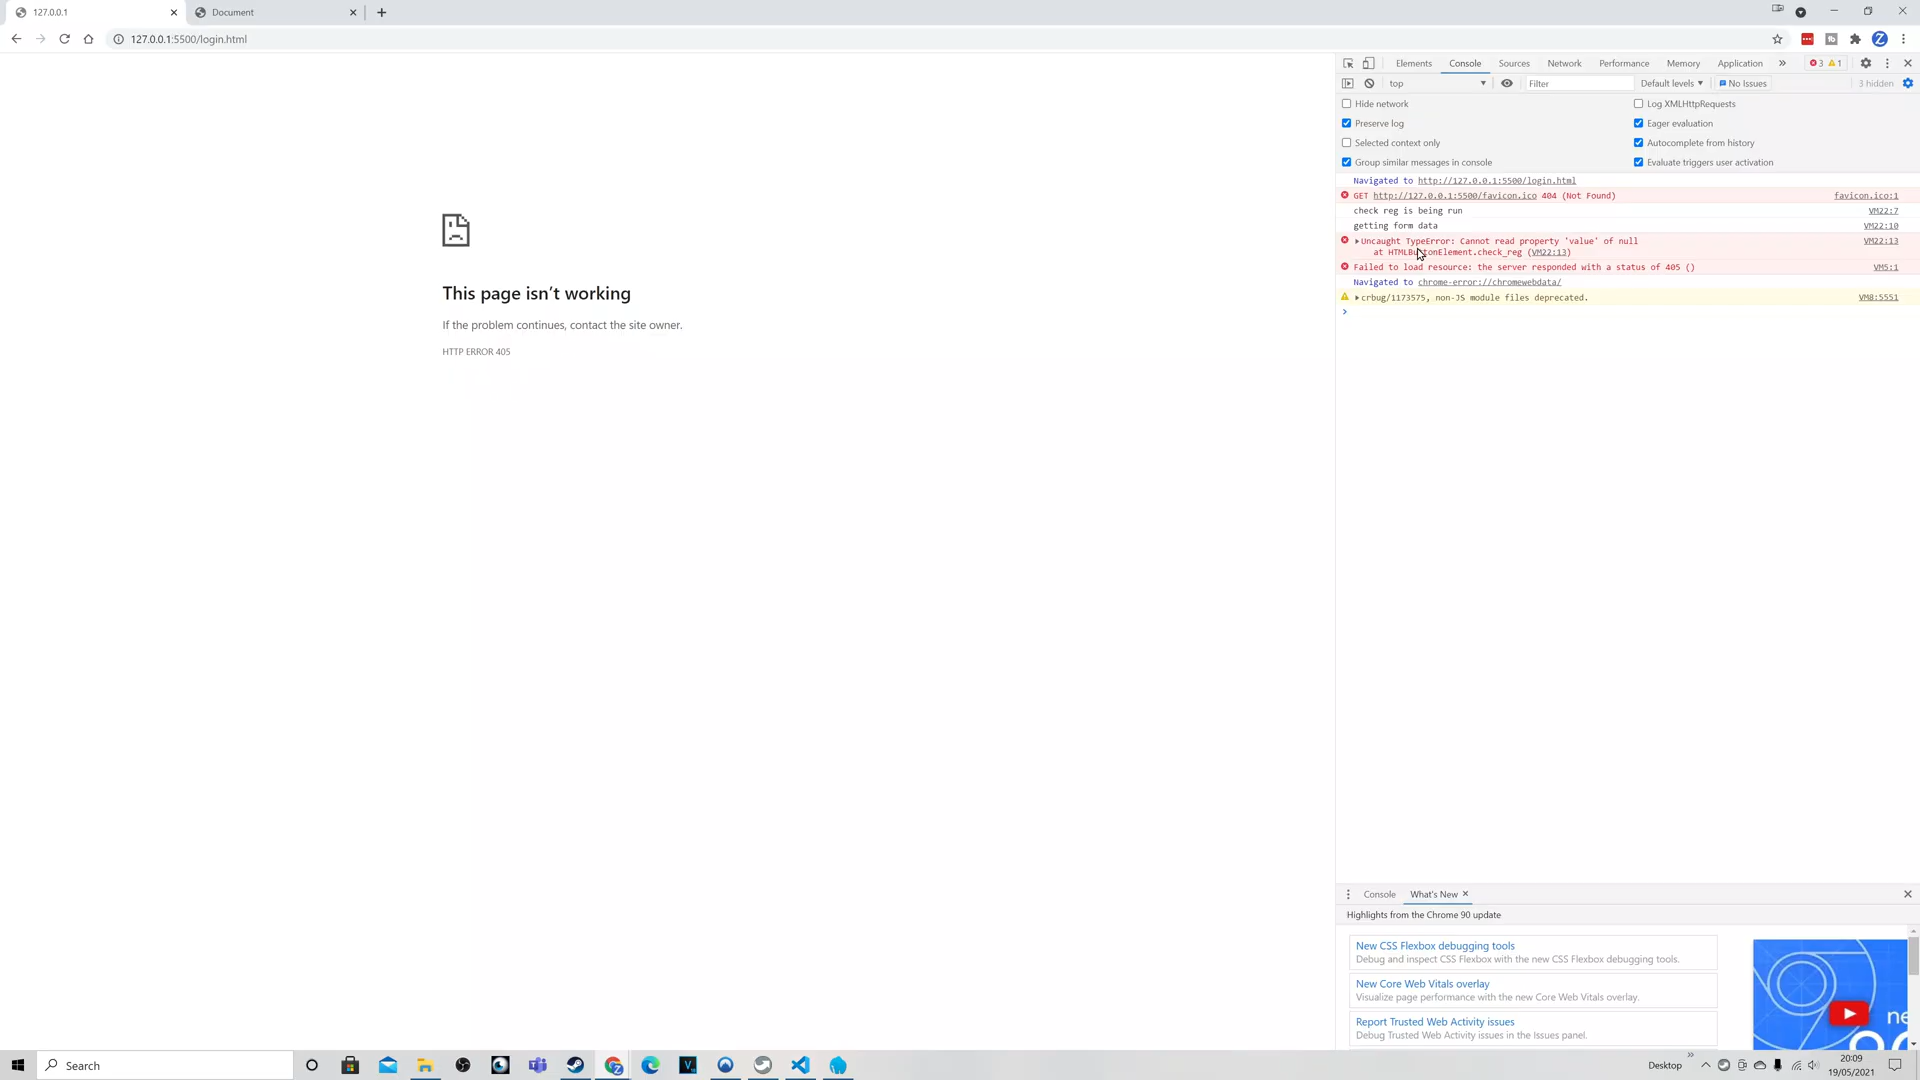 127.0.0.1
Document
127.0.0.1:5500/login.html
Elements Console Sources Network Performance Memory Application 3 1
top Filter Default levels No Issues 3 hidden
Hide network Log XMLHttpRequests
Preserve log Eager evaluation
Selected context only Autocomplete from history
Group similar messages in console Evaluate triggers user activation
Navigated to http://127.0.0.1:5500/login.html
GET http://127.0.0.1:5500/favicon.ico 404 (Not Found) favicon.ico:1
check reg is being run VM22:7
getting form data VM22:10
Uncaught TypeError: Cannot read property 'value' of null VM22:13
at HTMLButtonElement.check_reg (VM22:13)
Failed to load resource: the server responded with a status of 405 () VM5:1
Navigated to chrome-error://chromewebdata/
crbug/1173575, non-JS module files deprecated. VM8:5551
This page isn't working
If the problem continues, contact the site owner.
HTTP ERROR 405
Console What's New
Highlights from the Chrome 90 update
New CSS Flexbox debugging tools
Debug and inspect CSS Flexbox with the new CSS Flexbox debugging tools.
New Core Web Vitals overlay
Visualize page performance with the new Core Web Vitals overlay.
Report Trusted Web Activity issues
Debug Trusted Web Activity issues in the Issues panel.
ne
Search
Desktop
20:09
19/05/2021